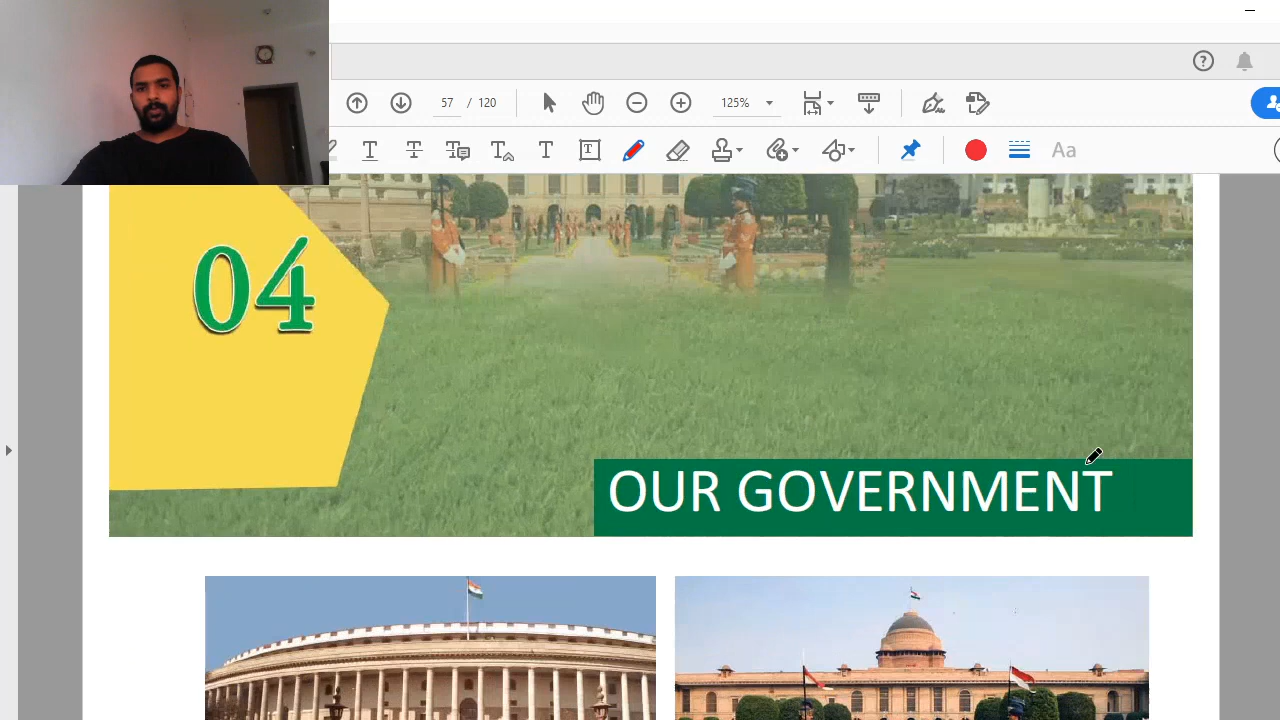 57 / 120
125%
T T T T T T
Aa
04
OUR GOVERNMENT